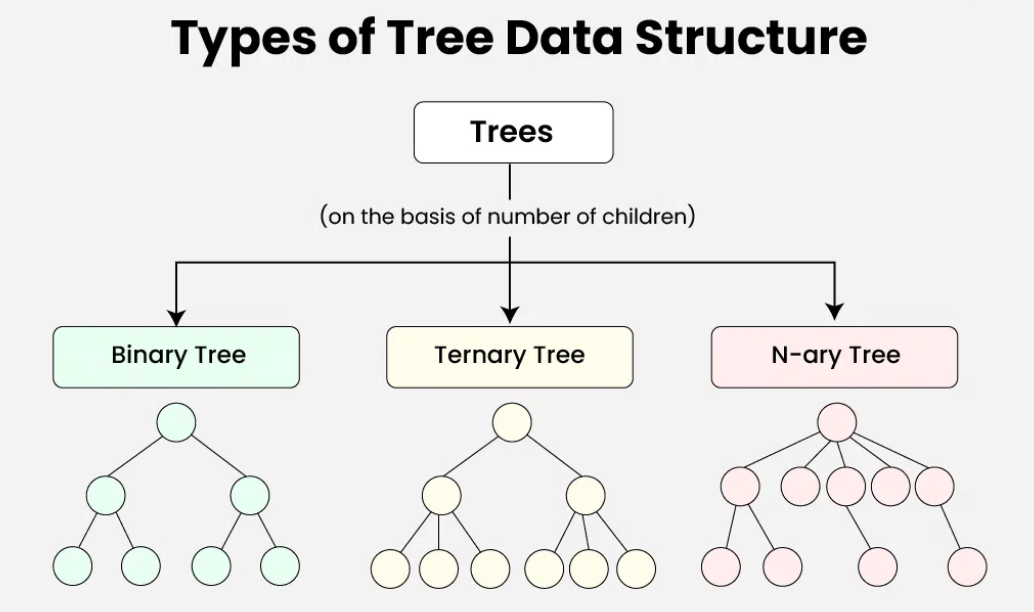 Types of Tree Data Structure
Trees
(on the basis of number of children)
Binary Tree
Ternary Tree
N-ary Tree